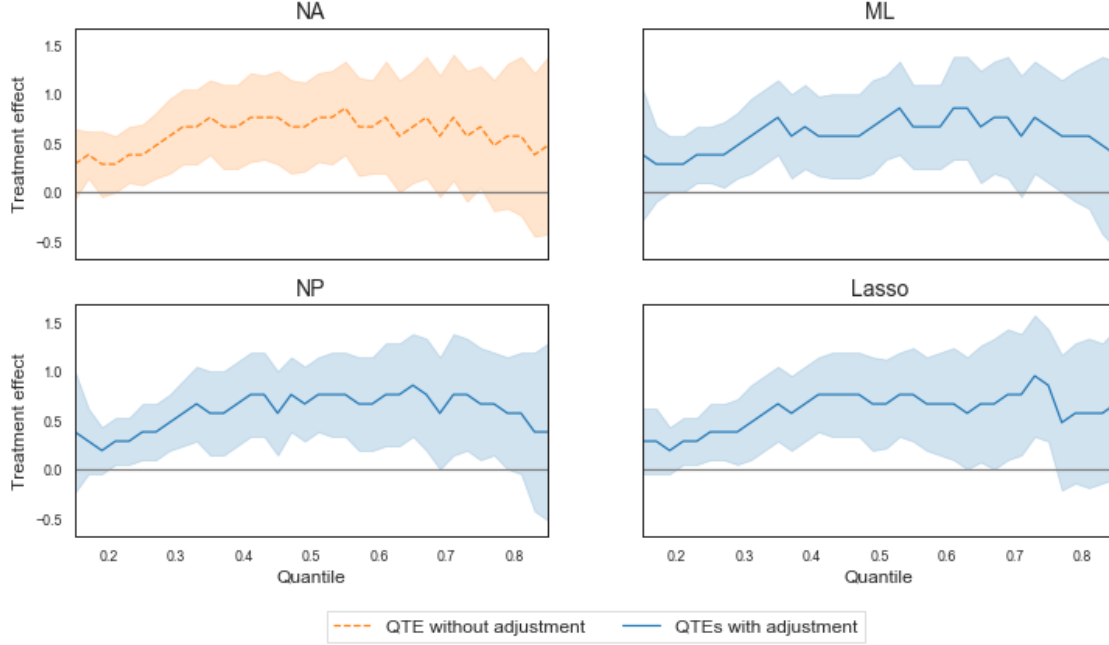 NA
ML
1.5
1.0
0.5
0.0
−0.5
Treatment effect
NP
Lasso
1.5
1.0
0.5
0.0
−0.5
Treatment effect
0.2 0.3 0.4 0.5 0.6 0.7 0.8
Quantile
0.2 0.3 0.4 0.5 0.6 0.7 0.8
Quantile
QTE without adjustment
QTEs with adjustment